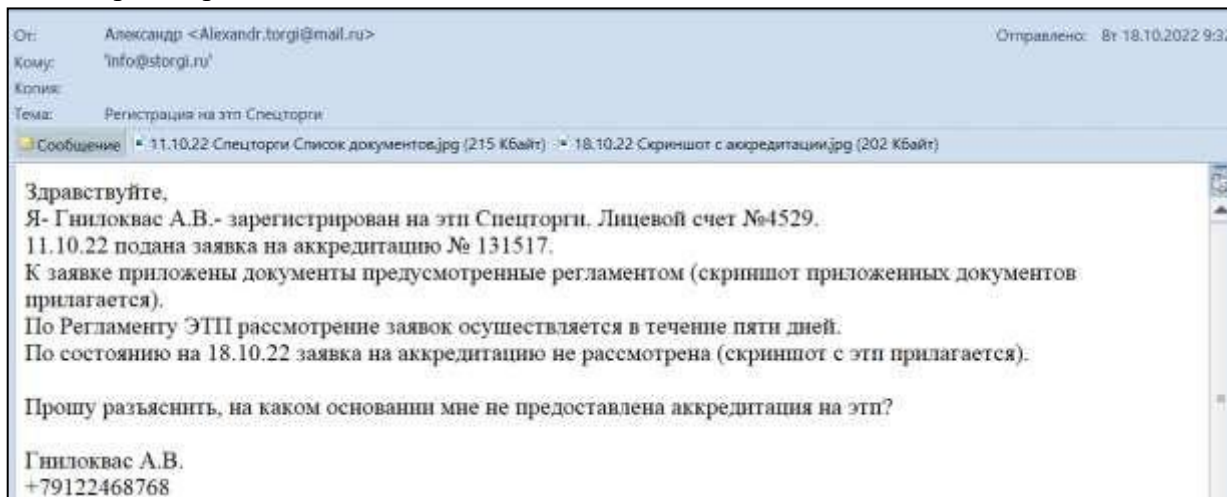 От: Александр <Alexandr.torgi@mail.ru> Отправлено: Вт 18.10.2022 9:32
Кому: 'info@storgi.ru'
Копия:
Тема: Регистрация на этп Спецторги
Сообщение 11.10.22 Спецторги Список документов.jpg (215 Кбайт) 18.10.22 Скриншот с аккредитации.jpg (202 Кбайт)
Здравствуйте,
Я- Гнилоквас А.В.- зарегистрирован на этп Спецторги. Лицевой счет №4529.
11.10.22 подана заявка на аккредитацию № 131517.
К заявке приложены документы предусмотренные регламентом (скриншот приложенных документов
прилагается).
По Регламенту ЭТП рассмотрение заявок осуществляется в течение пяти дней.
По состоянию на 18.10.22 заявка на аккредитацию не рассмотрена (скриншот с этп прилагается).
Прошу разъяснить, на каком основании мне не предоставлена аккредитация на этп?
Гнилоквас А.В.
+79122468768